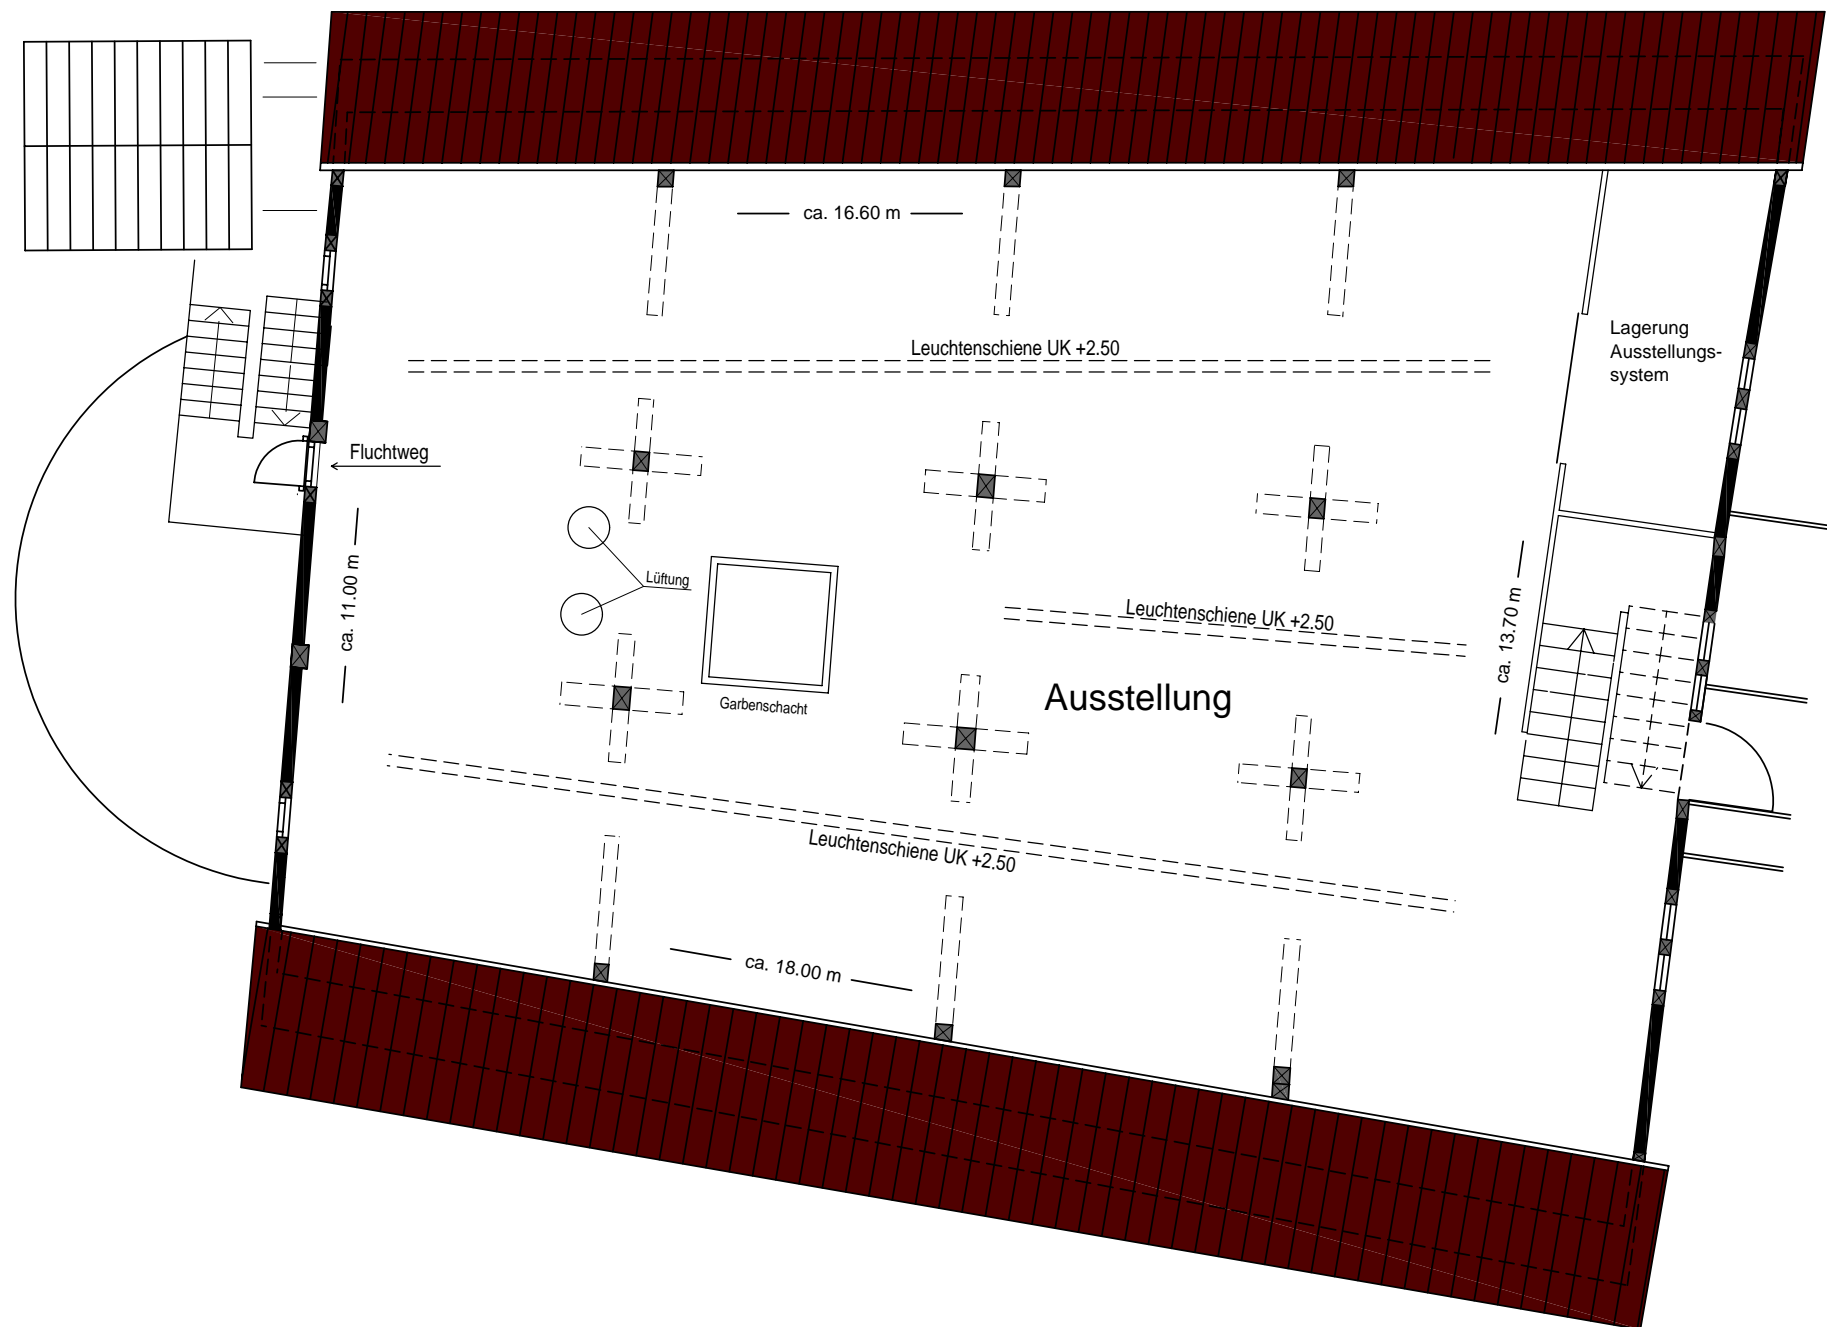 ca. 16.60 m
Leuchtenschiene UK +2.50
Lagerung
Ausstellungs-
system
Fluchtweg
ca. 11.00 m
Lüftung
Leuchtenschiene UK +2.50
ca. 13.70 m
Garbenschacht
Ausstellung
Leuchtenschiene UK +2.50
ca. 18.00 m